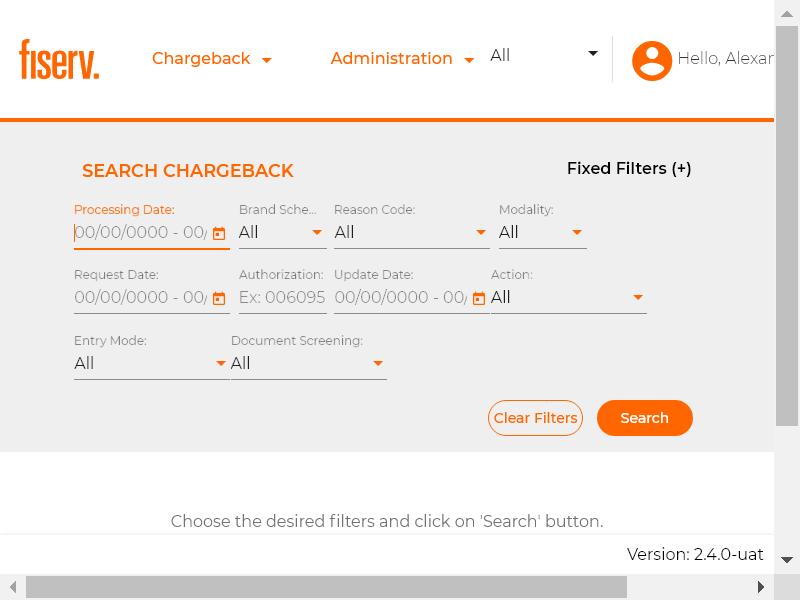 fiserv.
Chargeback
Administration
All
Hello, Alexan
SEARCH CHARGEBACK
Fixed Filters (+)
Processing Date:
Brand Sche...
Reason Code:
Modality:
00/00/0000 - 00/
All
All
All
Request Date:
Authorization:
Update Date:
Action:
00/00/0000 - 00/
Ex: 006095
00/00/0000 - 00/
All
Entry Mode:
Document Screening:
All
All
Clear Filters
Search
Choose the desired filters and click on 'Search' button.
Version: 2.4.0-uat